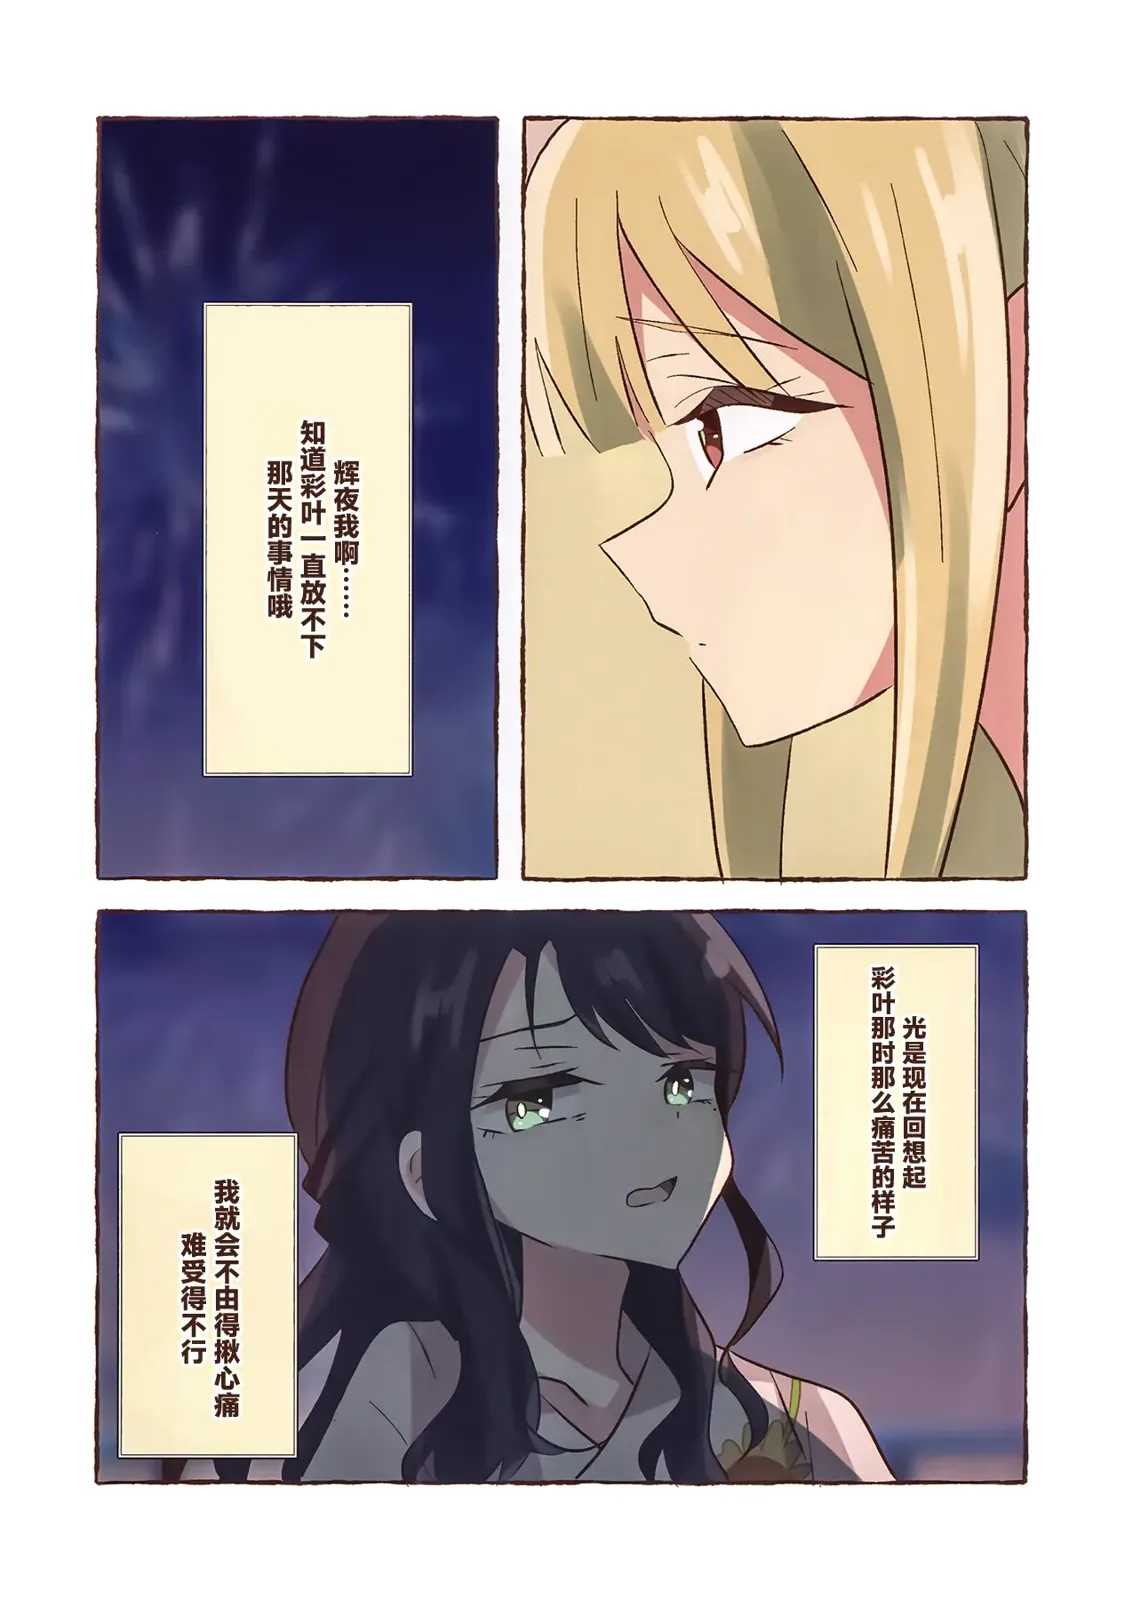 辉夜我啊……
知道彩叶一直放不下
那天的事情哦
光是现在回想起
彩叶那时那么痛苦的样子
我就会不由得揪心痛
难受得不行